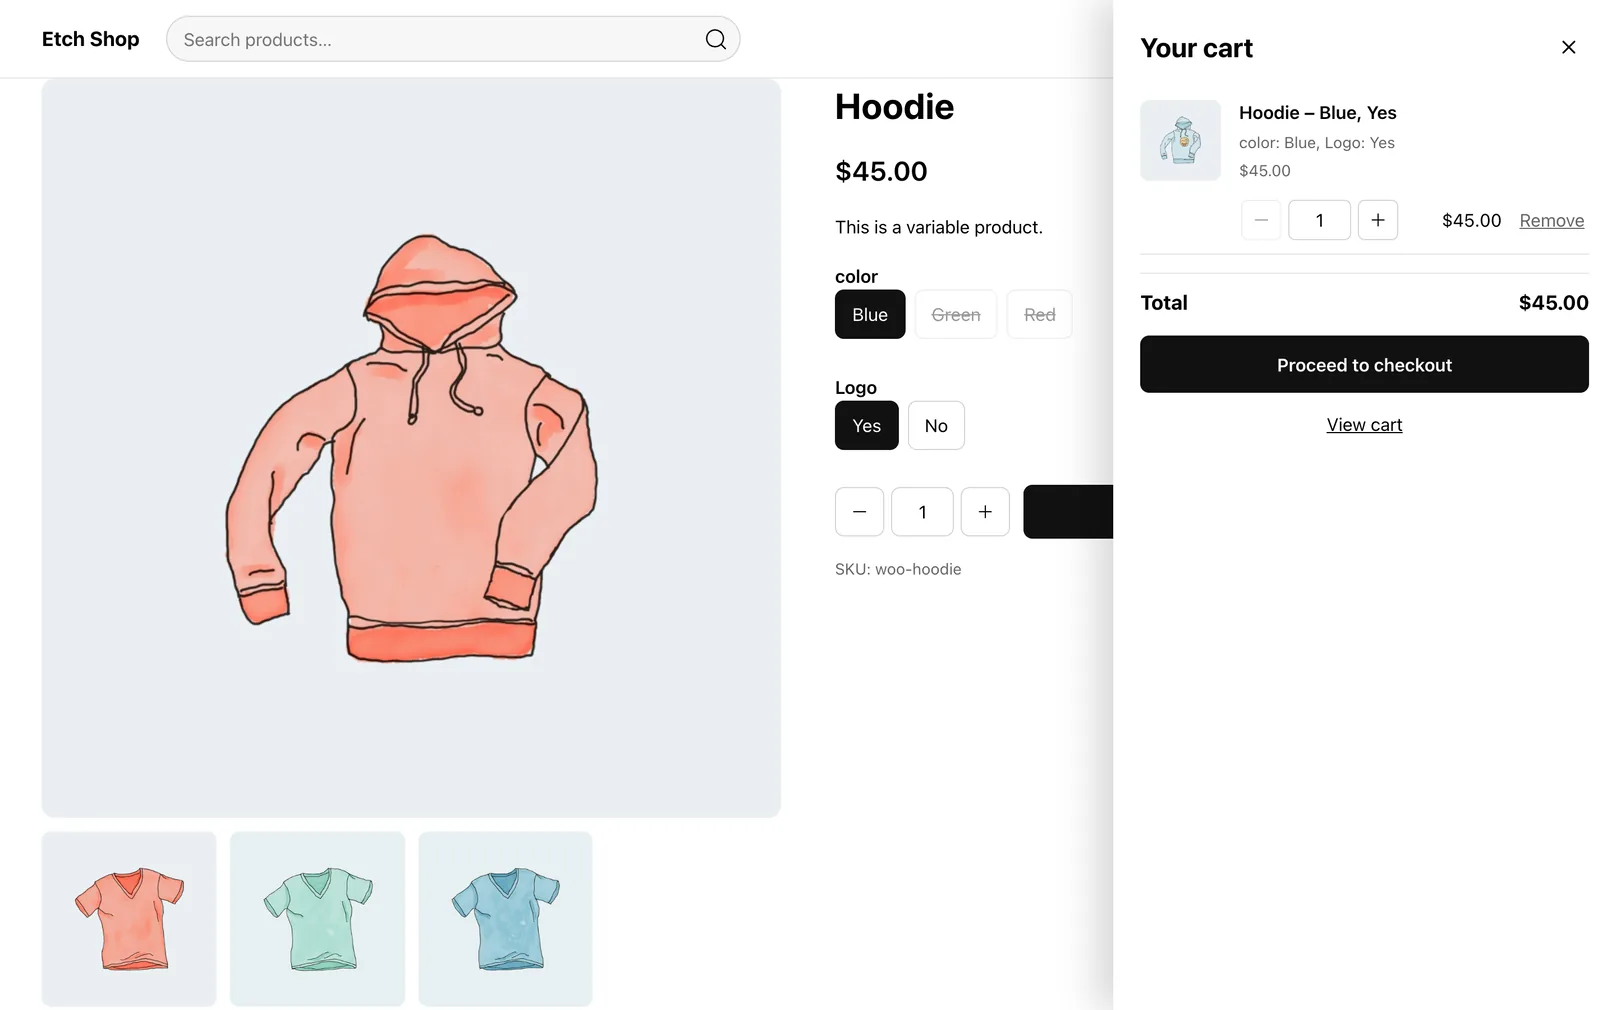 Etch Shop
Search products...
Hoodie
$45.00
This is a variable product.
color
Blue
Green
Red
Logo
Yes
No
1
SKU: woo-hoodie
Your cart
Hoodie – Blue, Yes
color: Blue, Logo: Yes
$45.00
1
$45.00
Remove
Total
$45.00
Proceed to checkout
View cart